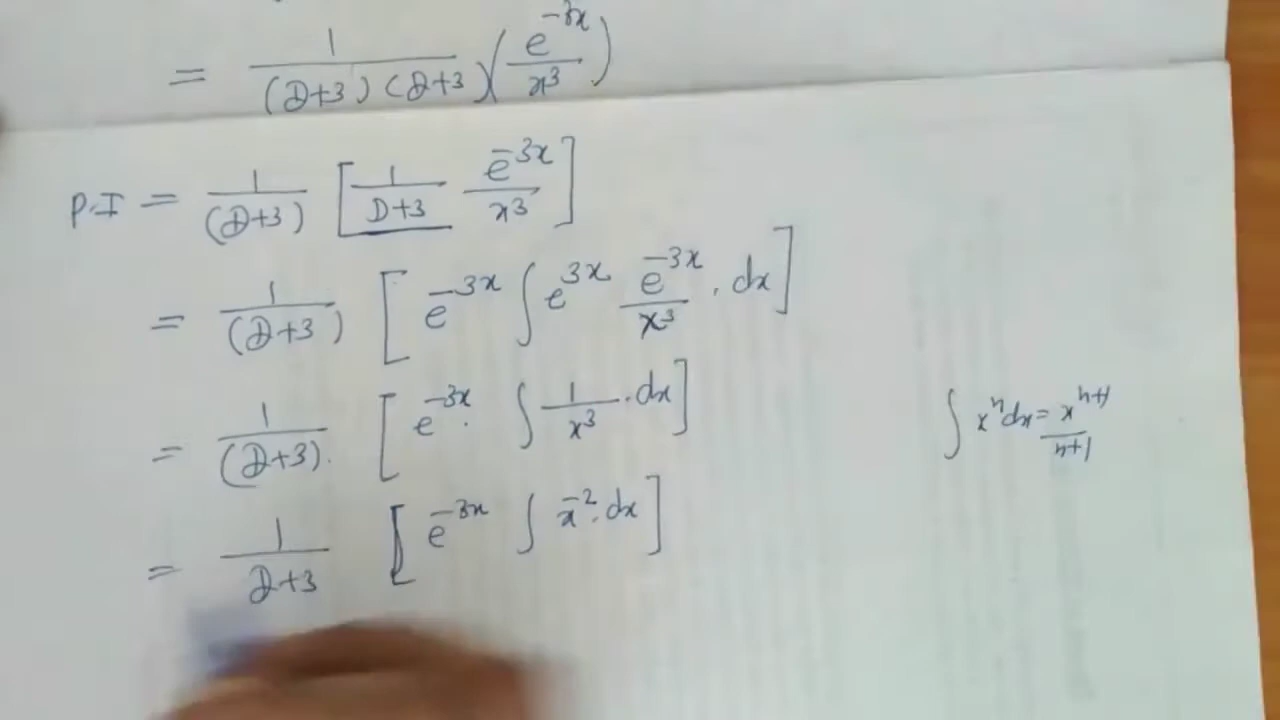 = 1/((D+3)(D+3)) (e^{-3x}/x^3)
P.I = 1/(D+3) [1/(D+3) e^{-3x}/x^3]
= 1/(D+3) [e^{-3x} ∫ e^{3x} e^{-3x}/x^3 . dx]
= 1/(D+3). [e^{-3x}. ∫ 1/x^3 . dx]
∫ x^n dx = x^{n+1}/(n+1)
= 1/(D+3) [e^{-3x} ∫ x^{-2} . dx]